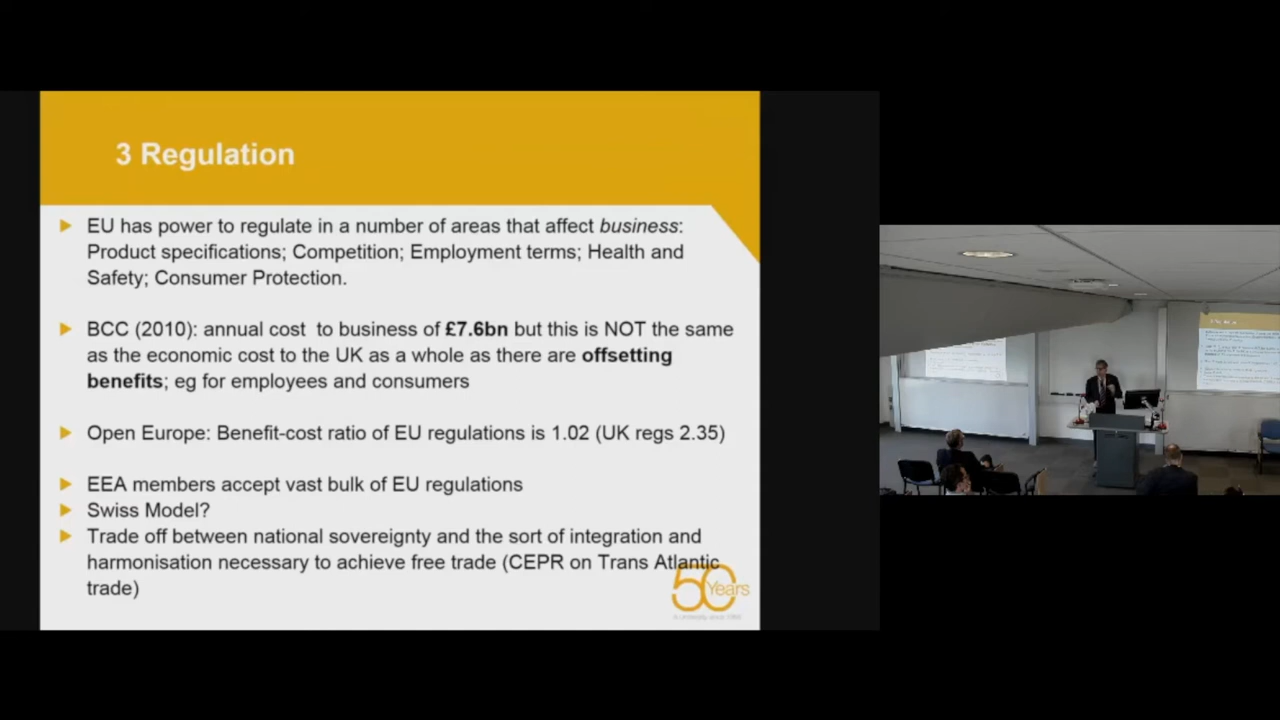 3 Regulation
EU has power to regulate in a number of areas that affect business:
Product specifications; Competition; Employment terms; Health and
Safety; Consumer Protection.
BCC (2010): annual cost to business of £7.6bn but this is NOT the same
as the economic cost to the UK as a whole as there are offsetting
benefits; eg for employees and consumers
Open Europe: Benefit-cost ratio of EU regulations is 1.02 (UK regs 2.35)
EEA members accept vast bulk of EU regulations
Swiss Model?
Trade off between national sovereignty and the sort of integration and
harmonisation necessary to achieve free trade (CEPR on Trans Atlantic
trade)
50
Years